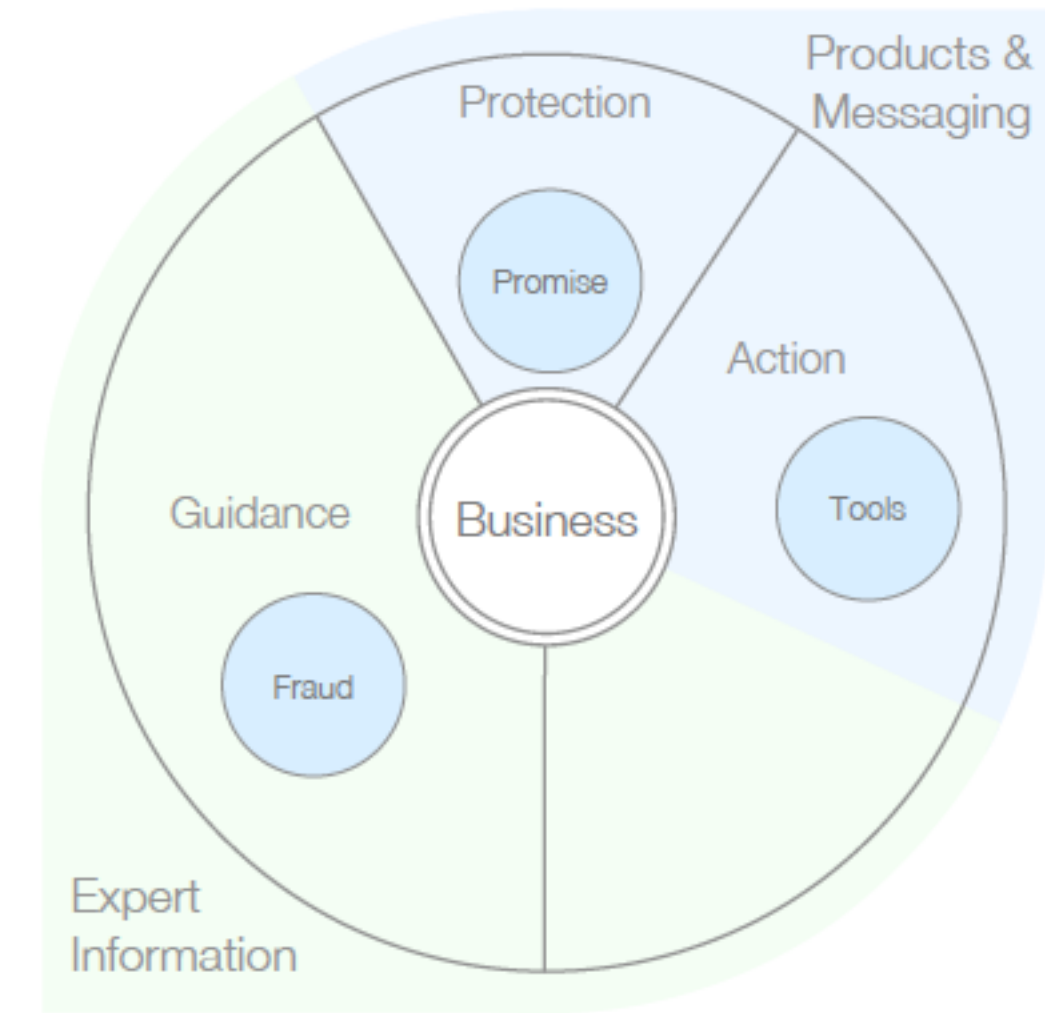 Products &
Messaging
Protection
Promise
Action
Tools
Guidance
Business
Fraud
Expert
Information